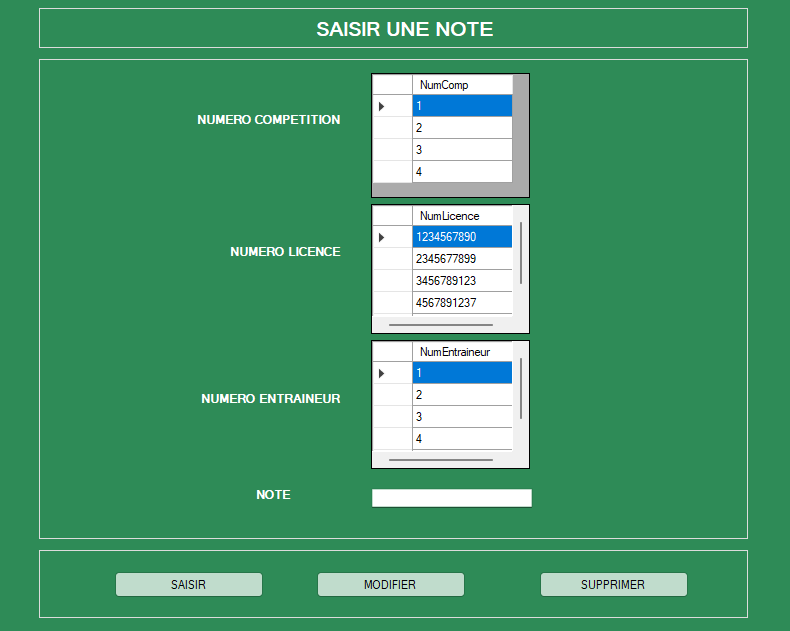 SAISIR UNE NOTE
NUMERO COMPETITION
NumComp
1
2
3
4
NUMERO LICENCE
NumLicence
1234567890
2345677899
3456789123
4567891237
NUMERO ENTRAINEUR
NumEntraineur
1
2
3
4
NOTE
SAISIR MODIFIER SUPPRIMER